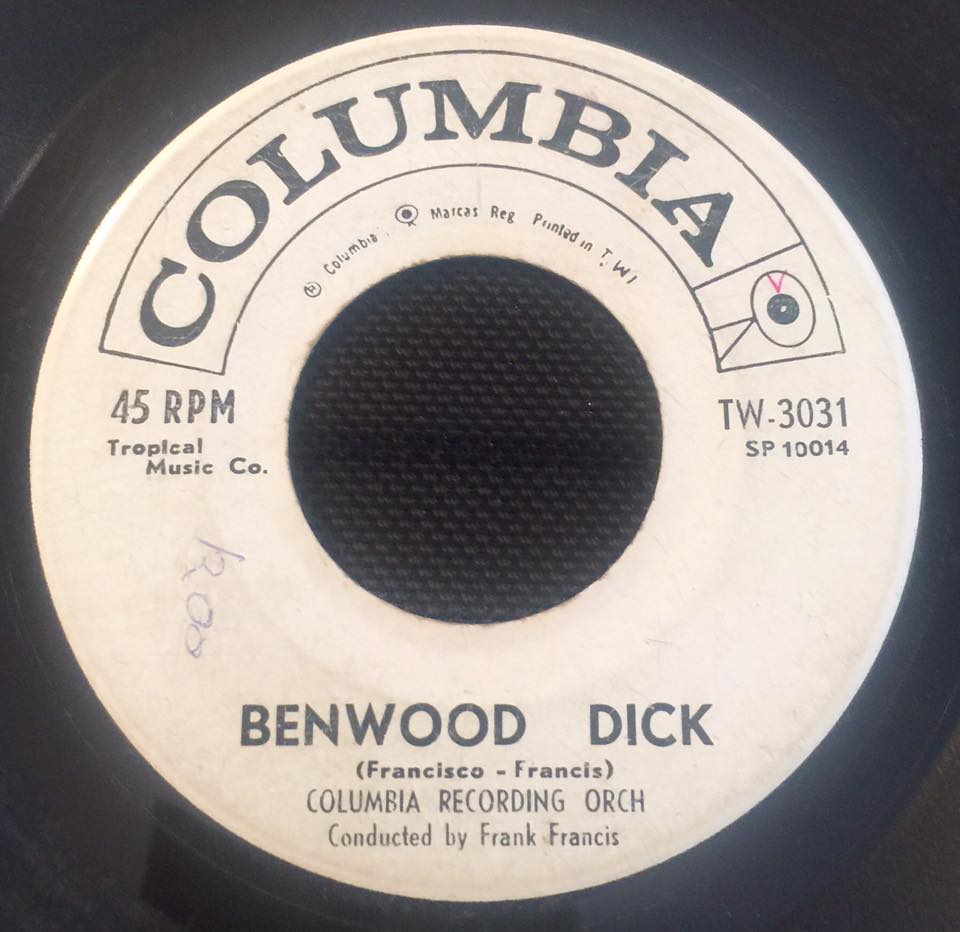 COLUMBIA
Ⓗ Columbia. Marcas Reg Printed in T. W I
45 RPM
Tropical
Music Co.
TW-3031
SP 10014
BENWOOD DICK
(Francisco - Francis)
COLUMBIA RECORDING ORCH
Conducted by Frank Francis